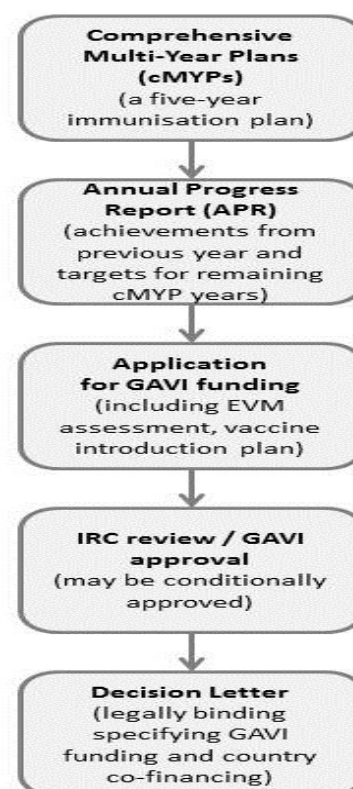 Comprehensive
Multi-Year Plans
(cMYPs)
(a five-year
immunisation plan)
Annual Progress
Report (APR)
(achievements from
previous year and
targets for remaining
cMYP years)
Application
for GAVI funding
(including EVM
assessment, vaccine
introduction plan)
IRC review / GAVI
approval
(may be conditionally
approved)
Decision Letter
(legally binding
specifying GAVI
funding and country
co-financing)